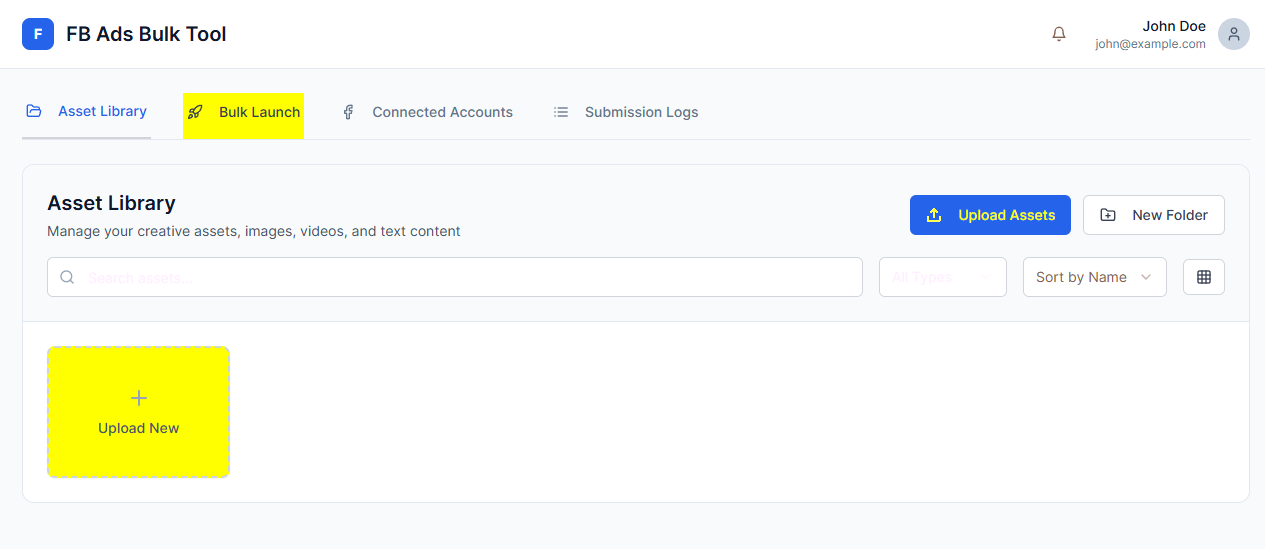 F
FB Ads Bulk Tool
John Doe
john@example.com
Asset Library
Bulk Launch
Connected Accounts
Submission Logs
Asset Library
Manage your creative assets, images, videos, and text content
Upload Assets
New Folder
Search assets...
All Types
Sort by Name
Upload New